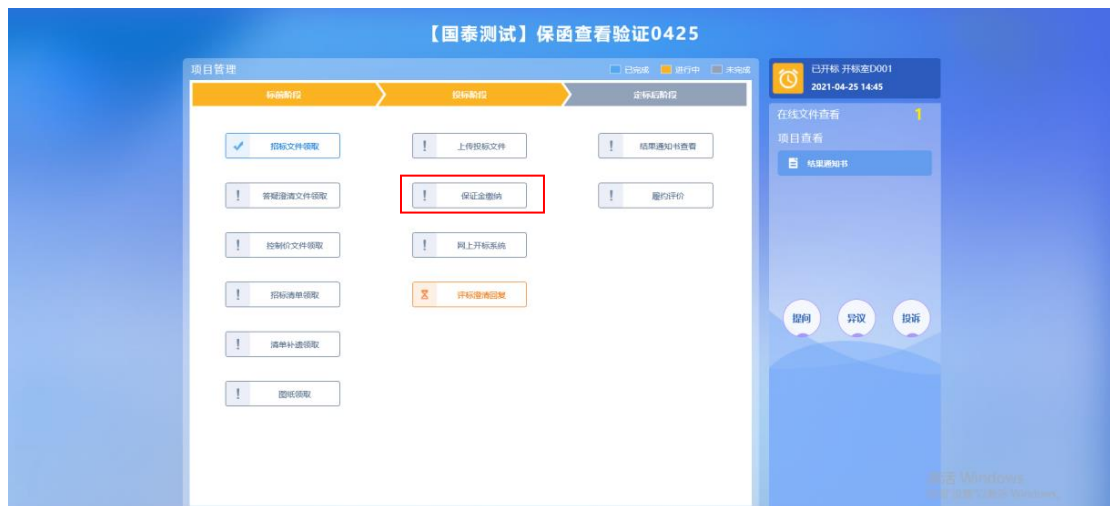 【国泰测试】保函查看验证0425
项目管理
已完成 进行中 未完成
标前阶段
投标阶段
定标后阶段
招标文件领取
答疑澄清文件领取
控制价文件领取
招标清单领取
清单补遗领取
图纸领取
上传投标文件
保证金缴纳
网上开标系统
评标澄清回复
结果通知书查看
履约评价
已开标 开标室D001
2021-04-25 14:45
在线文件查看 1
项目查看
结果通知书
提问
异议
投诉
激活 Windows